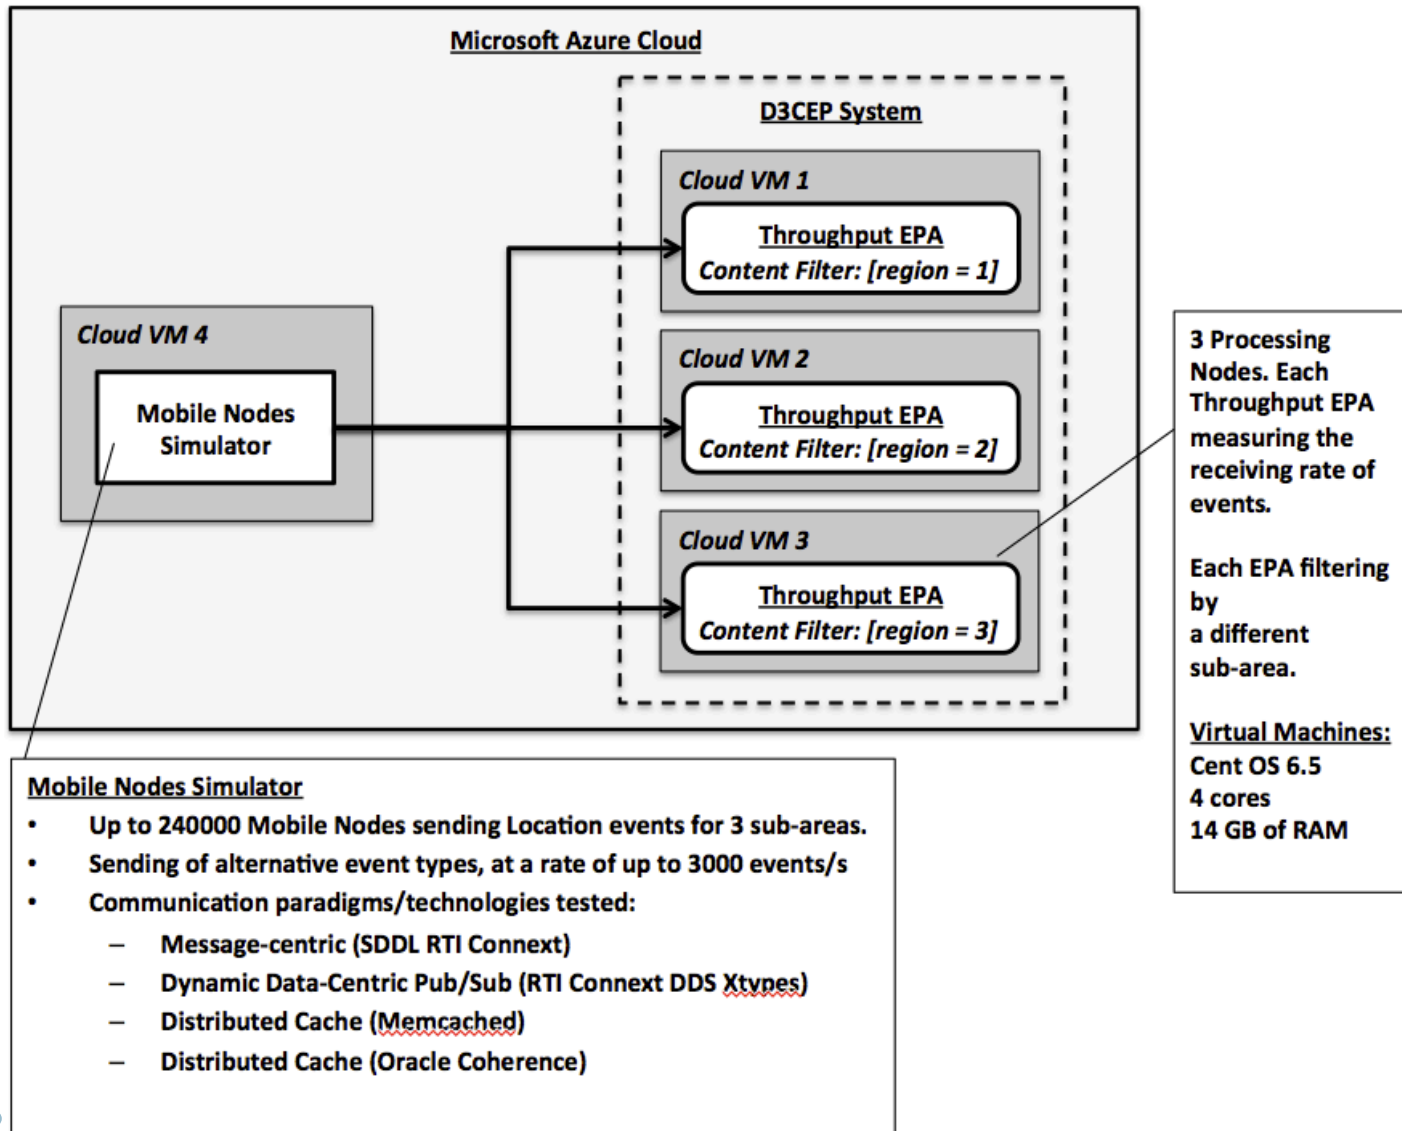 Microsoft Azure Cloud
D3CEP System
Cloud VM 1
Throughput EPA
Content Filter: [region = 1]
Cloud VM 4
Mobile Nodes
Simulator
Cloud VM 2
Throughput EPA
Content Filter: [region = 2]
Cloud VM 3
Throughput EPA
Content Filter: [region = 3]
3 Processing
Nodes. Each
Throughput EPA
measuring the
receiving rate of
events.
Each EPA filtering
by
a different
sub-area.
Virtual Machines:
Cent OS 6.5
4 cores
14 GB of RAM
Mobile Nodes Simulator
• Up to 240000 Mobile Nodes sending Location events for 3 sub-areas.
• Sending of alternative event types, at a rate of up to 3000 events/s
• Communication paradigms/technologies tested:
– Message-centric (SDDL RTI Connext)
– Dynamic Data-Centric Pub/Sub (RTI Connext DDS Xtypes)
– Distributed Cache (Memcached)
– Distributed Cache (Oracle Coherence)